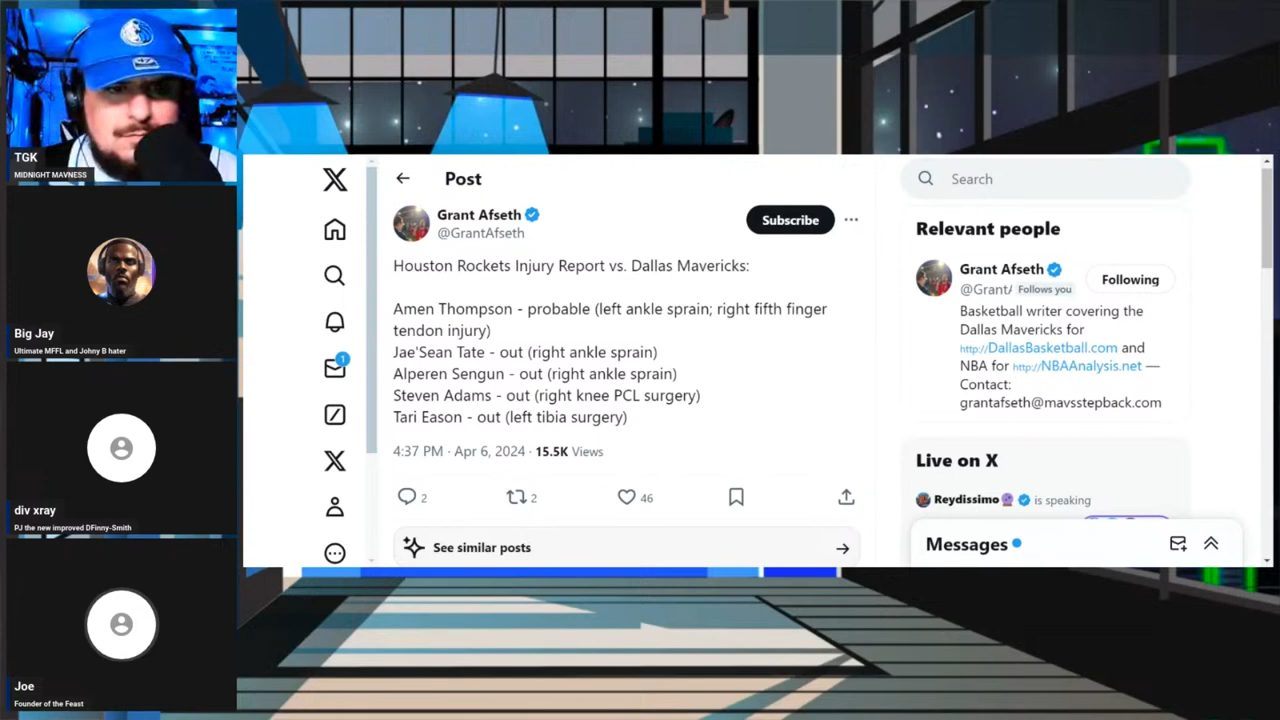 TGK
MIDNIGHT MAVNESS
Big Jay
Ultimate MFFL and Johny B hater
div xray
PJ the new improved DFinny-Smith
Joe
Founder of the Feast
Post
Grant Afseth
@GrantAfseth
Subscribe
Houston Rockets Injury Report vs. Dallas Mavericks:
Amen Thompson - probable (left ankle sprain; right fifth finger
tendon injury)
Jae'Sean Tate - out (right ankle sprain)
Alperen Sengun - out (right ankle sprain)
Steven Adams - out (right knee PCL surgery)
Tari Eason - out (left tibia surgery)
4:37 PM · Apr 6, 2024 · 15.5K Views
2
2
46
See similar posts
1
Search
Relevant people
Grant Afseth
@GrantA Follows you
Following
Basketball writer covering the
Dallas Mavericks for
http://DallasBasketball.com and
NBA for http://NBAAnalysis.net —
Contact:
grantafseth@mavsstepback.com
Live on X
Reydissimo is speaking
Messages